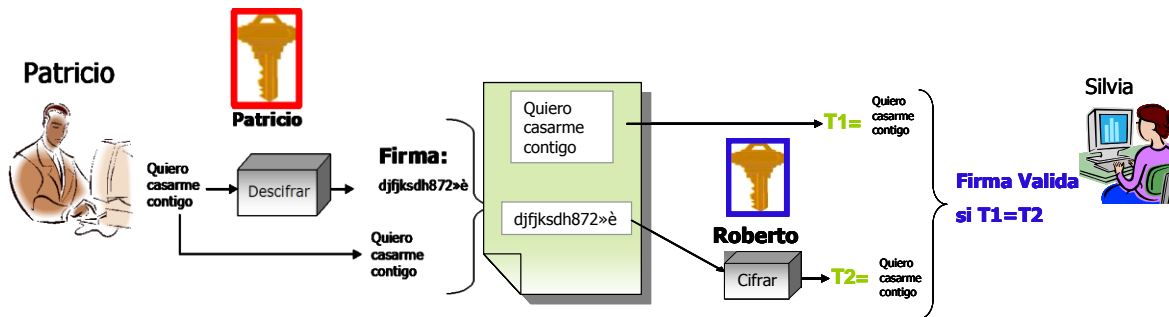 Patricio
Patricio
Quiero
casarme
contigo
Descifrar
Firma:
djfjksdh872»è
Quiero
casarme
contigo
Quiero
casarme
contigo
djfjksdh872»è
Roberto
Cifrar
T1=
Quiero
casarme
contigo
T2=
Quiero
casarme
contigo
Firma Valida
si T1=T2
Silvia